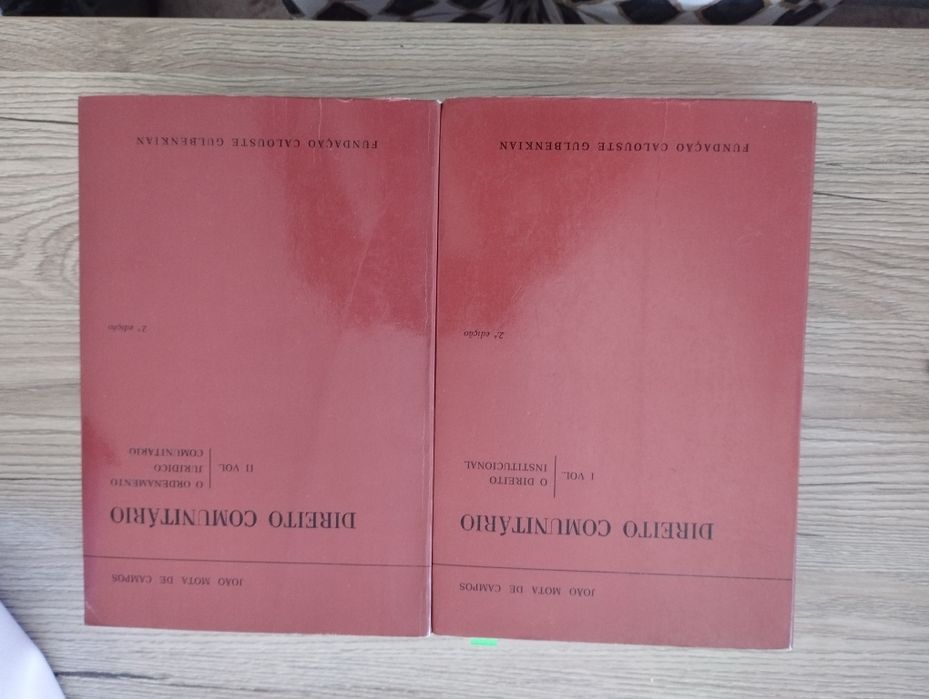 JOÃO MOTA DE CAMPOS
DIREITO COMUNITÁRIO
I VOL.
O DIREITO
INSTITUCIONAL
2.ª edição
FUNDAÇÃO CALOUSTE GULBENKIAN
JOÃO MOTA DE CAMPOS
DIREITO COMUNITÁRIO
II VOL.
O ORDENAMENTO
JURÍDICO
COMUNITÁRIO
2.ª edição
FUNDAÇÃO CALOUSTE GULBENKIAN